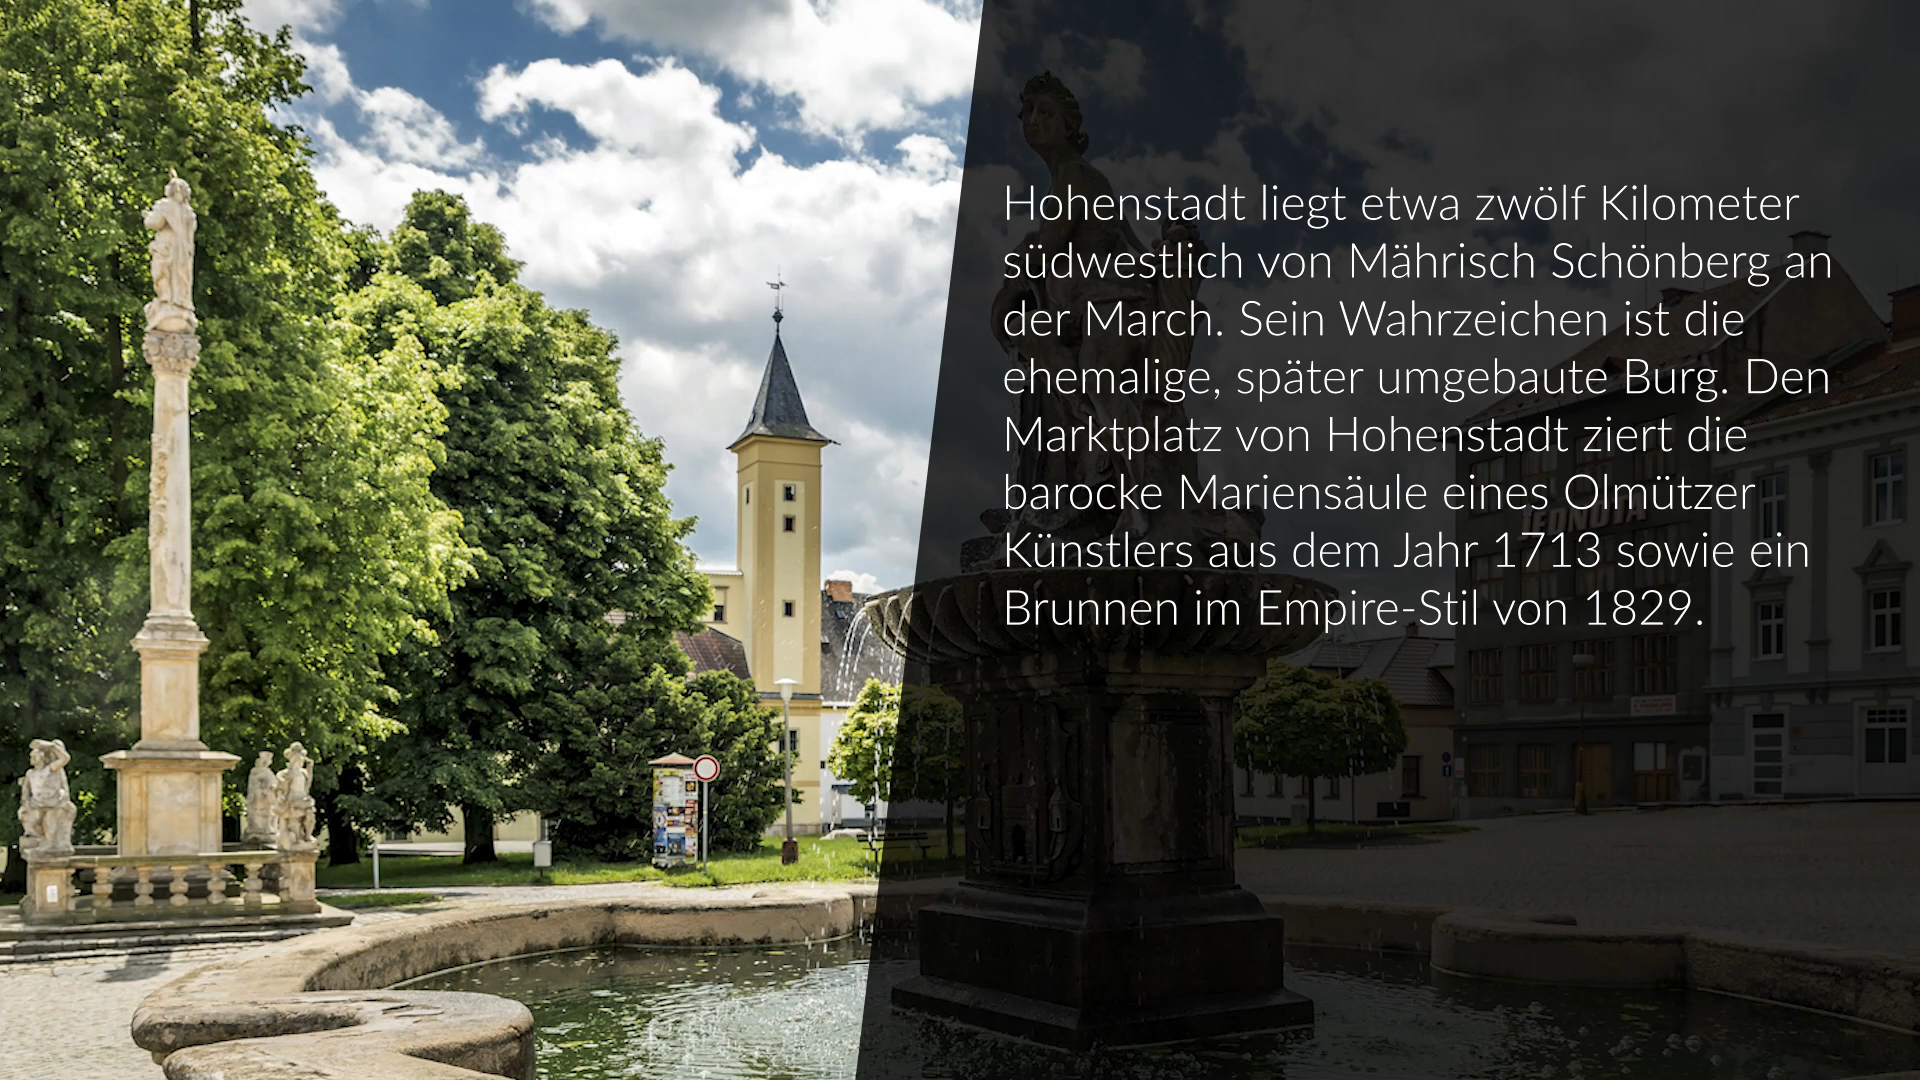 Hohenstadt liegt etwa zwölf Kilometer
südwestlich von Mährisch Schönberg an
der March. Sein Wahrzeichen ist die
ehemalige, später umgebaute Burg. Den
Marktplatz von Hohenstadt ziert die
barocke Mariensäule eines Olmützer
Künstlers aus dem Jahr 1713 sowie ein
Brunnen im Empire-Stil von 1829.